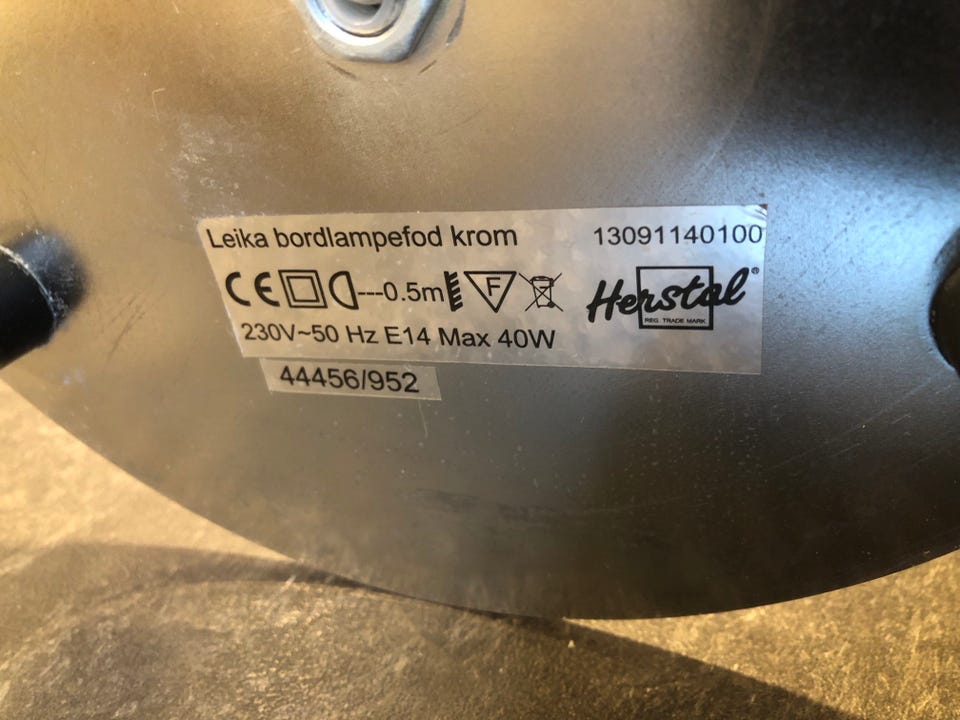 Leika bordlampefod krom 13091140100
CE ---0.5m F Herstal®
REG. TRADE MARK
230V~50 Hz E14 Max 40W
44456/952